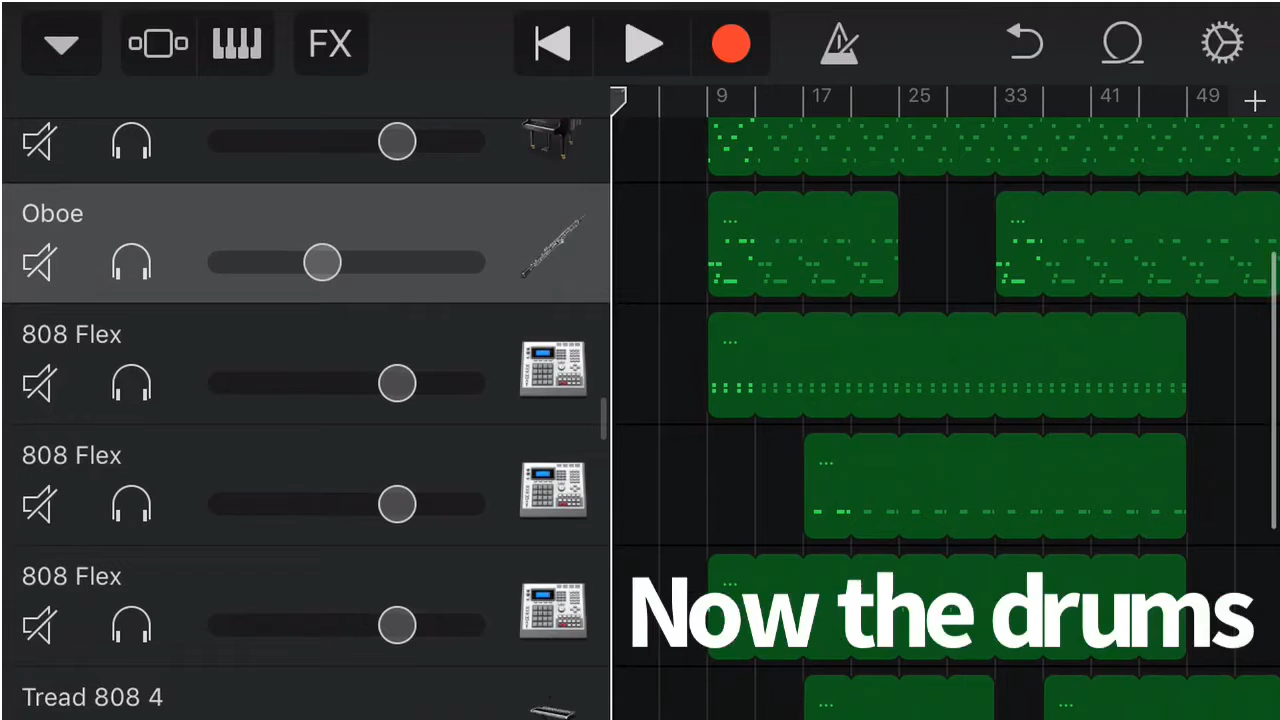 FX
9 17 25 33 41 49
Oboe
808 Flex
808 Flex
808 Flex
Now the drums
Tread 808 4